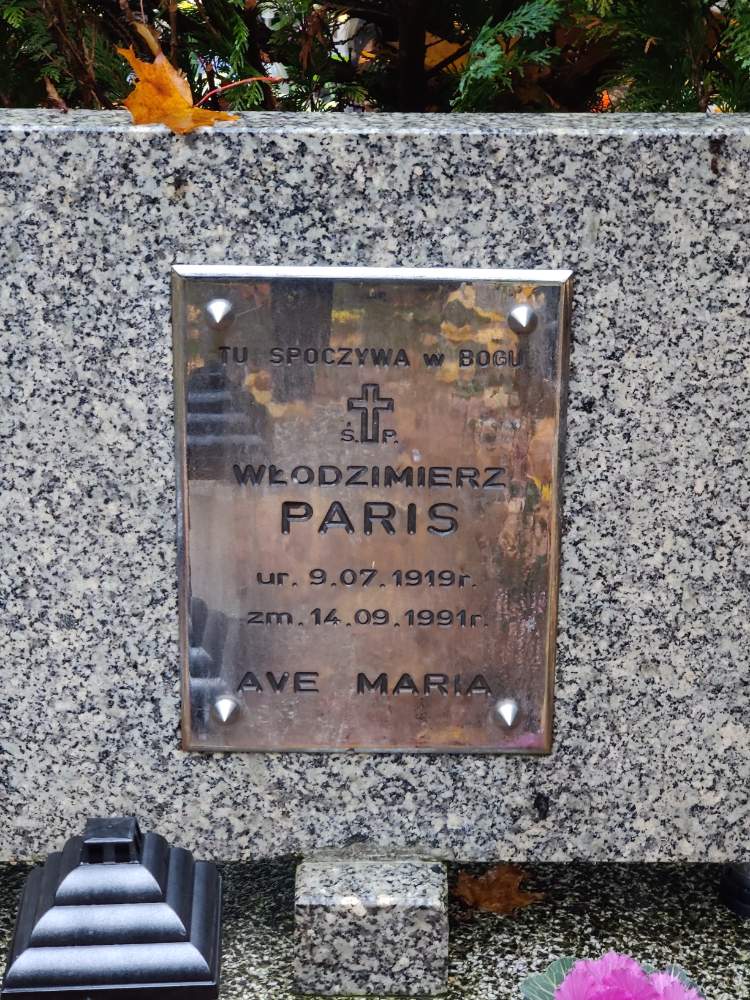 TU SPOCZYWA w BOGU
Ś.P.
WŁODZIMIERZ
PARIS
ur. 9.07.1919r.
zm. 14.09.1991r.
AVE MARIA